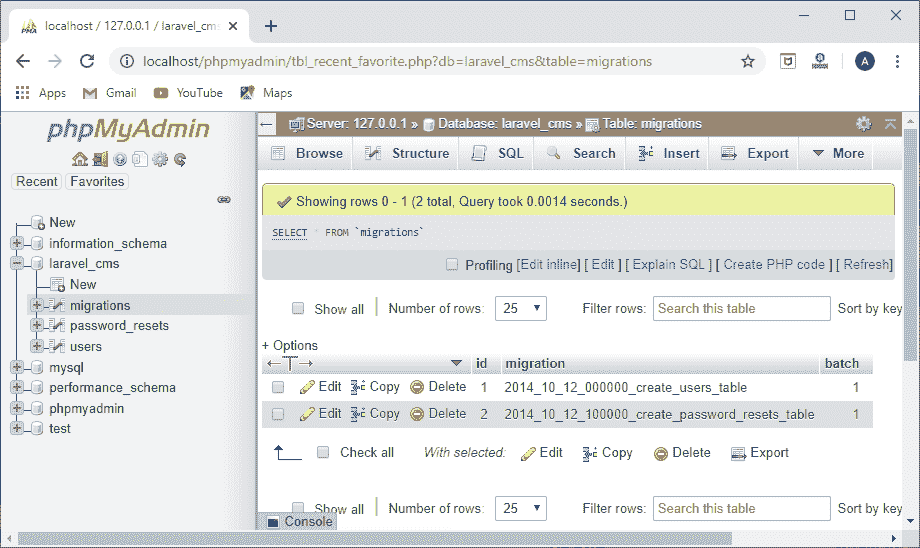 localhost / 127.0.0.1 / laravel_cms
localhost/phpmyadmin/tbl_recent_favorite.php?db=laravel_cms&table=migrations
A
Apps Gmail YouTube Maps
phpMyAdmin
Recent Favorites
New
information_schema
laravel_cms
New
migrations
password_resets
users
mysql
performance_schema
phpmyadmin
test
Server: 127.0.0.1 » Database: laravel_cms » Table: migrations
Browse Structure SQL Search Insert Export More
Showing rows 0 - 1 (2 total, Query took 0.0014 seconds.)
SELECT * FROM `migrations`
Profiling [Edit inline] [ Edit ] [ Explain SQL ] [ Create PHP code ] [ Refresh]
Show all Number of rows: 25 Filter rows: Search this table Sort by key
+ Options
←T→ id migration batch
Edit Copy Delete 1 2014_10_12_000000_create_users_table 1
Edit Copy Delete 2 2014_10_12_100000_create_password_resets_table 1
Check all With selected: Edit Copy Delete Export
Show all Number of rows: 25 Filter rows: Search this table Sort by key
Console